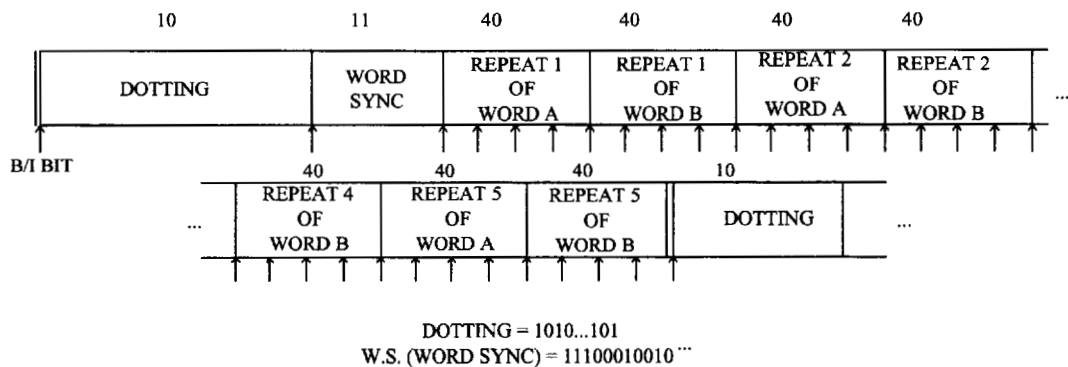 10 11 40 40 40 40
DOTTING
WORD SYNC
REPEAT 1 OF WORD A
REPEAT 1 OF WORD B
REPEAT 2 OF WORD A
REPEAT 2 OF WORD B
...
B/I BIT
40 40 40 10
...
REPEAT 4 OF WORD B
REPEAT 5 OF WORD A
REPEAT 5 OF WORD B
DOTTING
...
DOTTING = 1010...101
W.S. (WORD SYNC) = 11100010010...